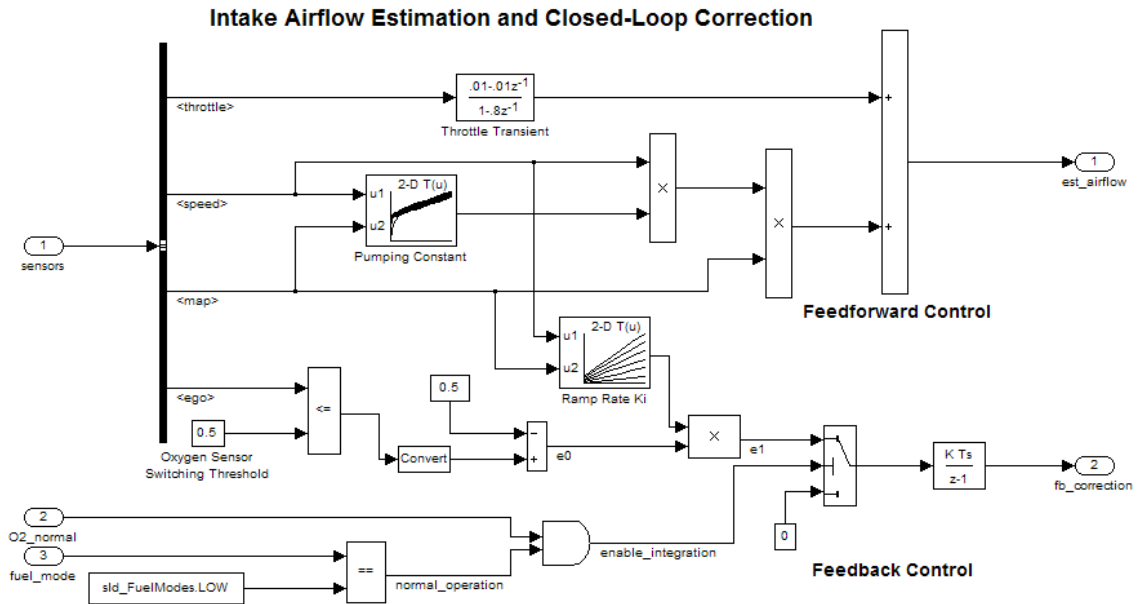 Intake Airflow Estimation and Closed-Loop Correction
.01-.01z-1
1-.8z-1
<throttle>
Throttle Transient
+
1
est_airflow
2-D T(u)
u1
u2
<speed>
Pumping Constant
×
×
+
1
sensors
<map>
Feedforward Control
2-D T(u)
u1
u2
Ramp Rate Ki
<ego>
<=
0.5
0.5
Oxygen Sensor
Switching Threshold
Convert
−
+
e0
×
e1
K Ts
z-1
2
fb_correction
2
O2_normal
3
fuel_mode
0
enable_integration
==
sld_FuelModes.LOW
normal_operation
Feedback Control